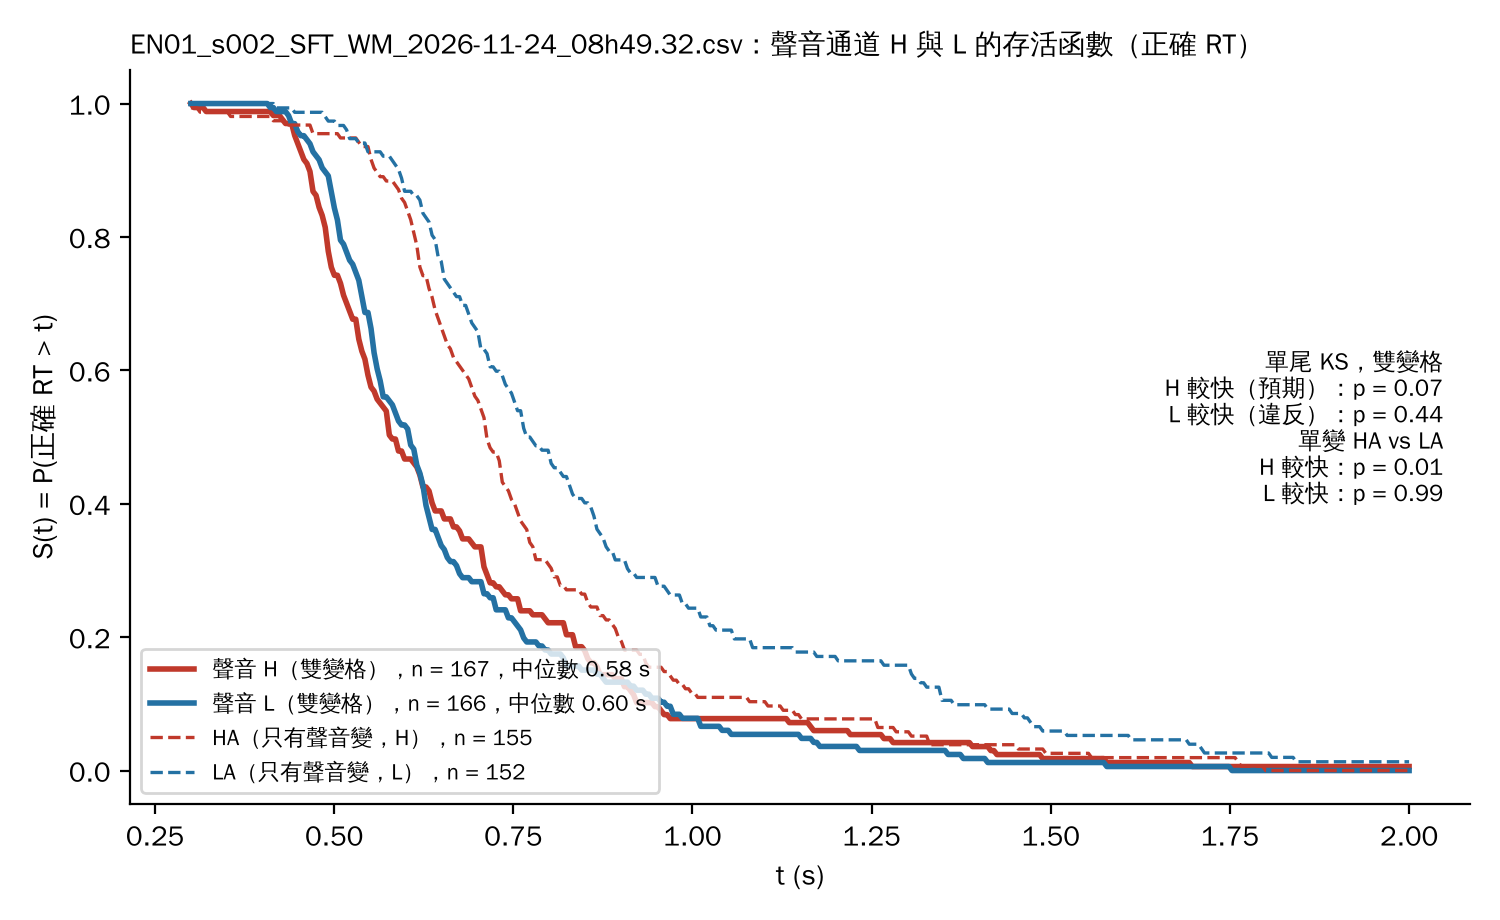 EN01_s002_SFT_WM_2026-11-24_08h49.32.csv：聲音通道 H 與 L 的存活函數（正確 RT）
S(t) = P(正確 RT > t)
1.0
0.8
0.6
0.4
0.2
0.0
單尾 KS，雙變格
H 較快（預期）：p = 0.07
L 較快（違反）：p = 0.44
單變 HA vs LA
H 較快：p = 0.01
L 較快：p = 0.99
聲音 H（雙變格），n = 167，中位數 0.58 s
聲音 L（雙變格），n = 166，中位數 0.60 s
HA（只有聲音變，H），n = 155
LA（只有聲音變，L），n = 152
0.25 0.50 0.75 1.00 1.25 1.50 1.75 2.00
t (s)